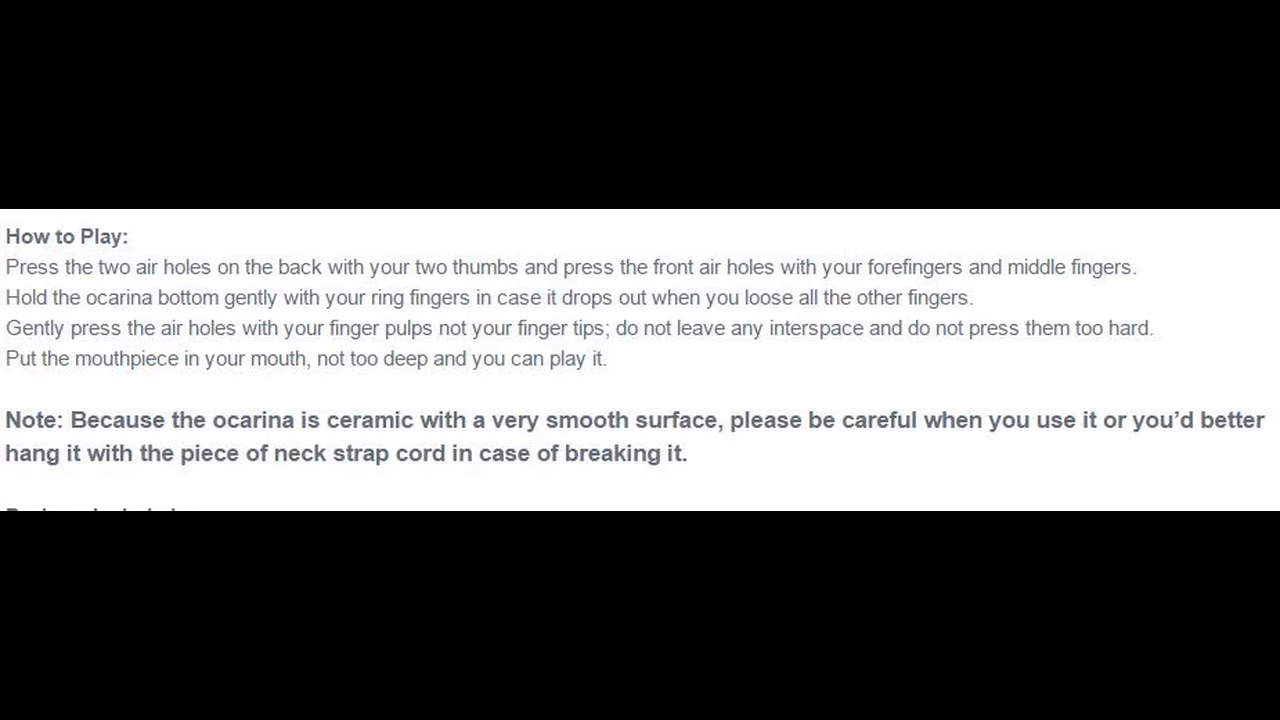 How to Play:
Press the two air holes on the back with your two thumbs and press the front air holes with your forefingers and middle fingers.
Hold the ocarina bottom gently with your ring fingers in case it drops out when you loose all the other fingers.
Gently press the air holes with your finger pulps not your finger tips; do not leave any interspace and do not press them too hard.
Put the mouthpiece in your mouth, not too deep and you can play it.
Note: Because the ocarina is ceramic with a very smooth surface, please be careful when you use it or you’d better
hang it with the piece of neck strap cord in case of breaking it.